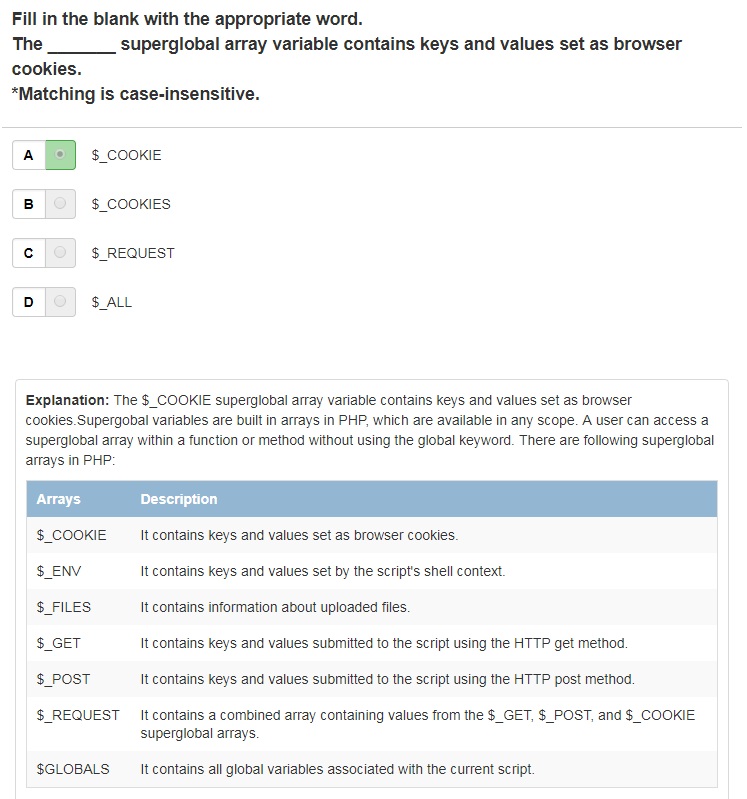 Fill in the blank with the appropriate word.
The _______ superglobal array variable contains keys and values set as browser
cookies.
*Matching is case-insensitive.
A $_COOKIE
B $_COOKIES
C $_REQUEST
D $_ALL
Explanation: The $_COOKIE superglobal array variable contains keys and values set as browser
cookies.Supergobal variables are built in arrays in PHP, which are available in any scope. A user can access a
superglobal array within a function or method without using the global keyword. There are following superglobal
arrays in PHP:
Arrays Description
$_COOKIE It contains keys and values set as browser cookies.
$_ENV It contains keys and values set by the script's shell context.
$_FILES It contains information about uploaded files.
$_GET It contains keys and values submitted to the script using the HTTP get method.
$_POST It contains keys and values submitted to the script using the HTTP post method.
$_REQUEST It contains a combined array containing values from the $_GET, $_POST, and $_COOKIE
superglobal arrays.
$GLOBALS It contains all global variables associated with the current script.